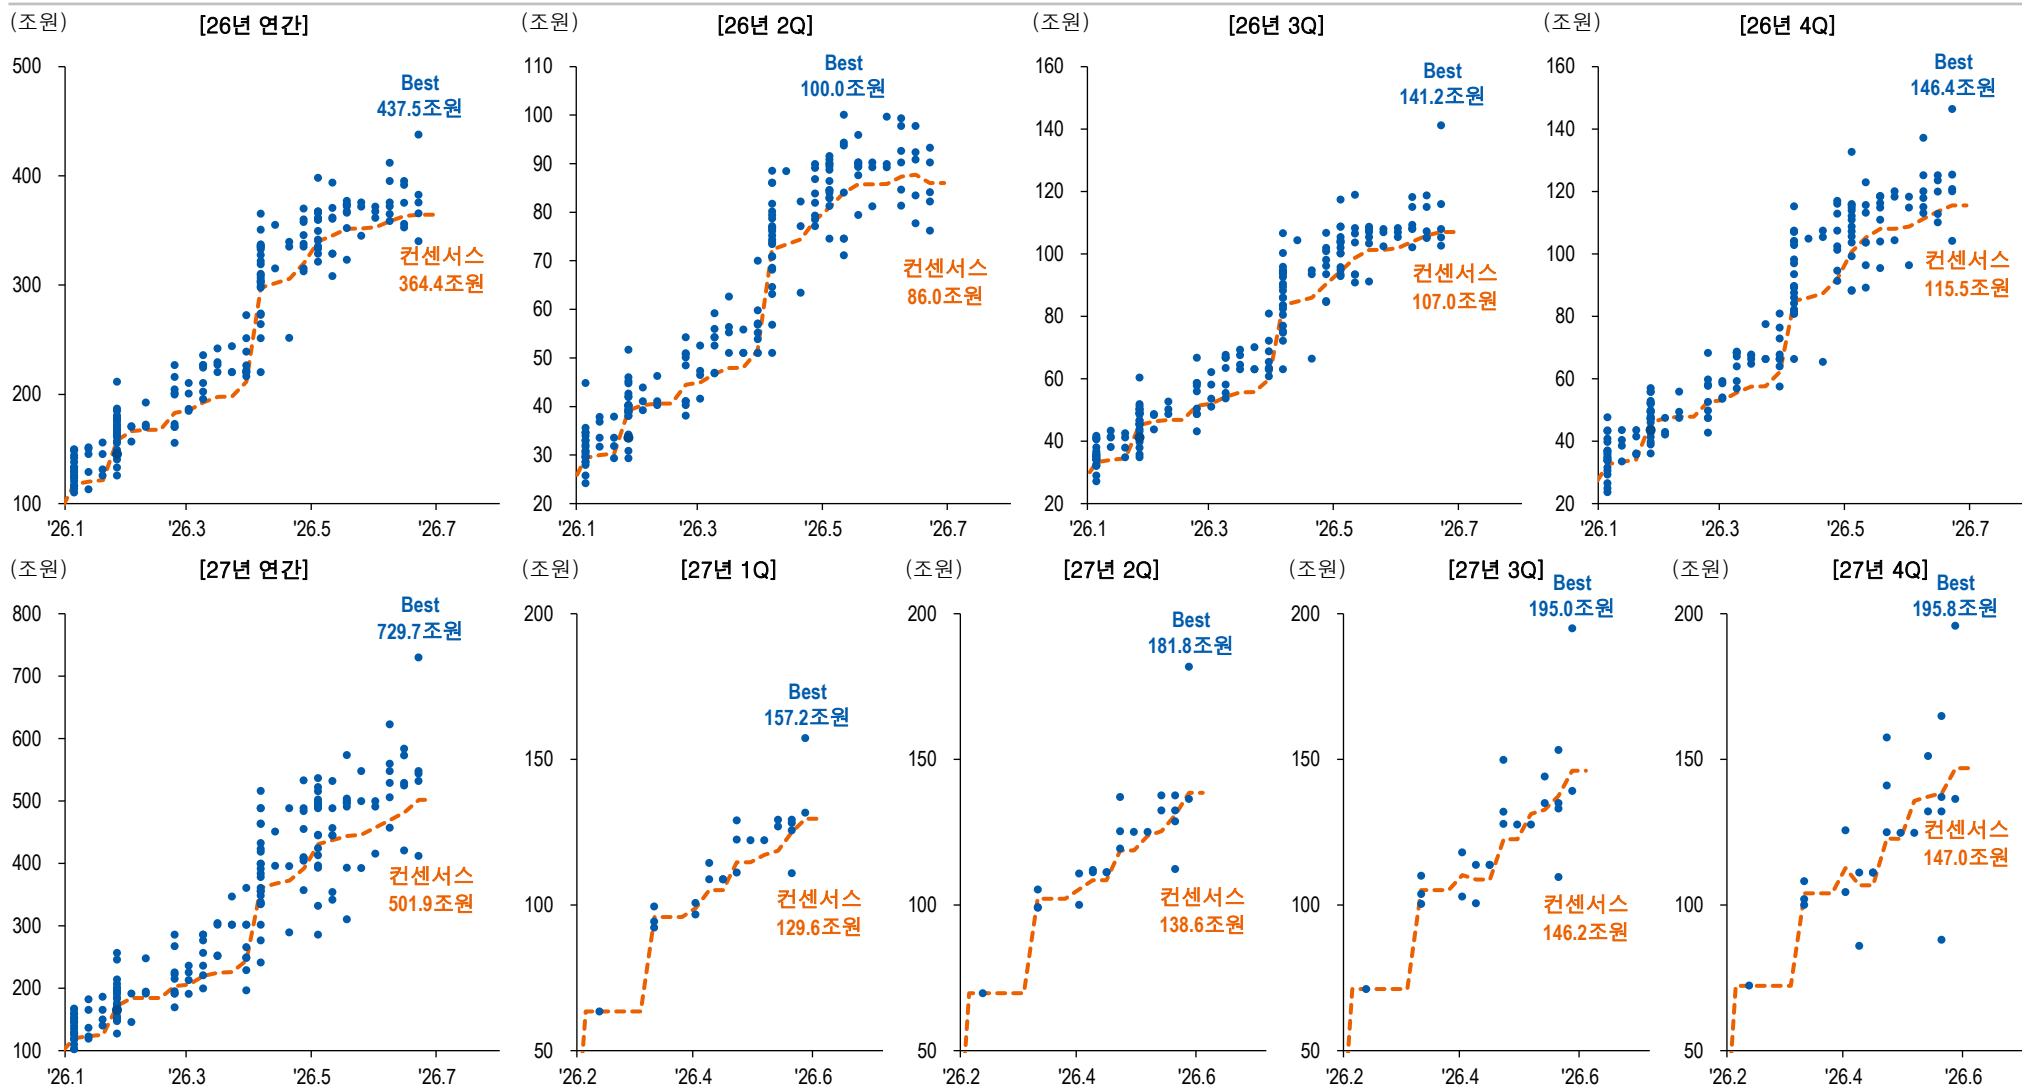 (조원)
[26년 연간]
500
400
300
200
100
'26.1
'26.3
'26.5
'26.7
Best
437.5조원
컨센서스
364.4조원
(조원)
[26년 2Q]
110
100
90
80
70
60
50
40
30
20
'26.1
'26.3
'26.5
'26.7
Best
100.0조원
컨센서스
86.0조원
(조원)
[26년 3Q]
160
140
120
100
80
60
40
20
'26.1
'26.3
'26.5
'26.7
Best
141.2조원
컨센서스
107.0조원
(조원)
[26년 4Q]
160
140
120
100
80
60
40
20
'26.1
'26.3
'26.5
'26.7
Best
146.4조원
컨센서스
115.5조원
(조원)
[27년 연간]
800
700
600
500
400
300
200
100
'26.1
'26.3
'26.5
'26.7
Best
729.7조원
컨센서스
501.9조원
(조원)
[27년 1Q]
200
150
100
50
'26.2
'26.4
'26.6
Best
157.2조원
컨센서스
129.6조원
(조원)
[27년 2Q]
200
150
100
50
'26.2
'26.4
'26.6
Best
181.8조원
컨센서스
138.6조원
(조원)
[27년 3Q]
200
150
100
50
'26.2
'26.4
'26.6
Best
195.0조원
컨센서스
146.2조원
(조원)
[27년 4Q]
200
150
100
50
'26.2
'26.4
'26.6
Best
195.8조원
컨센서스
147.0조원